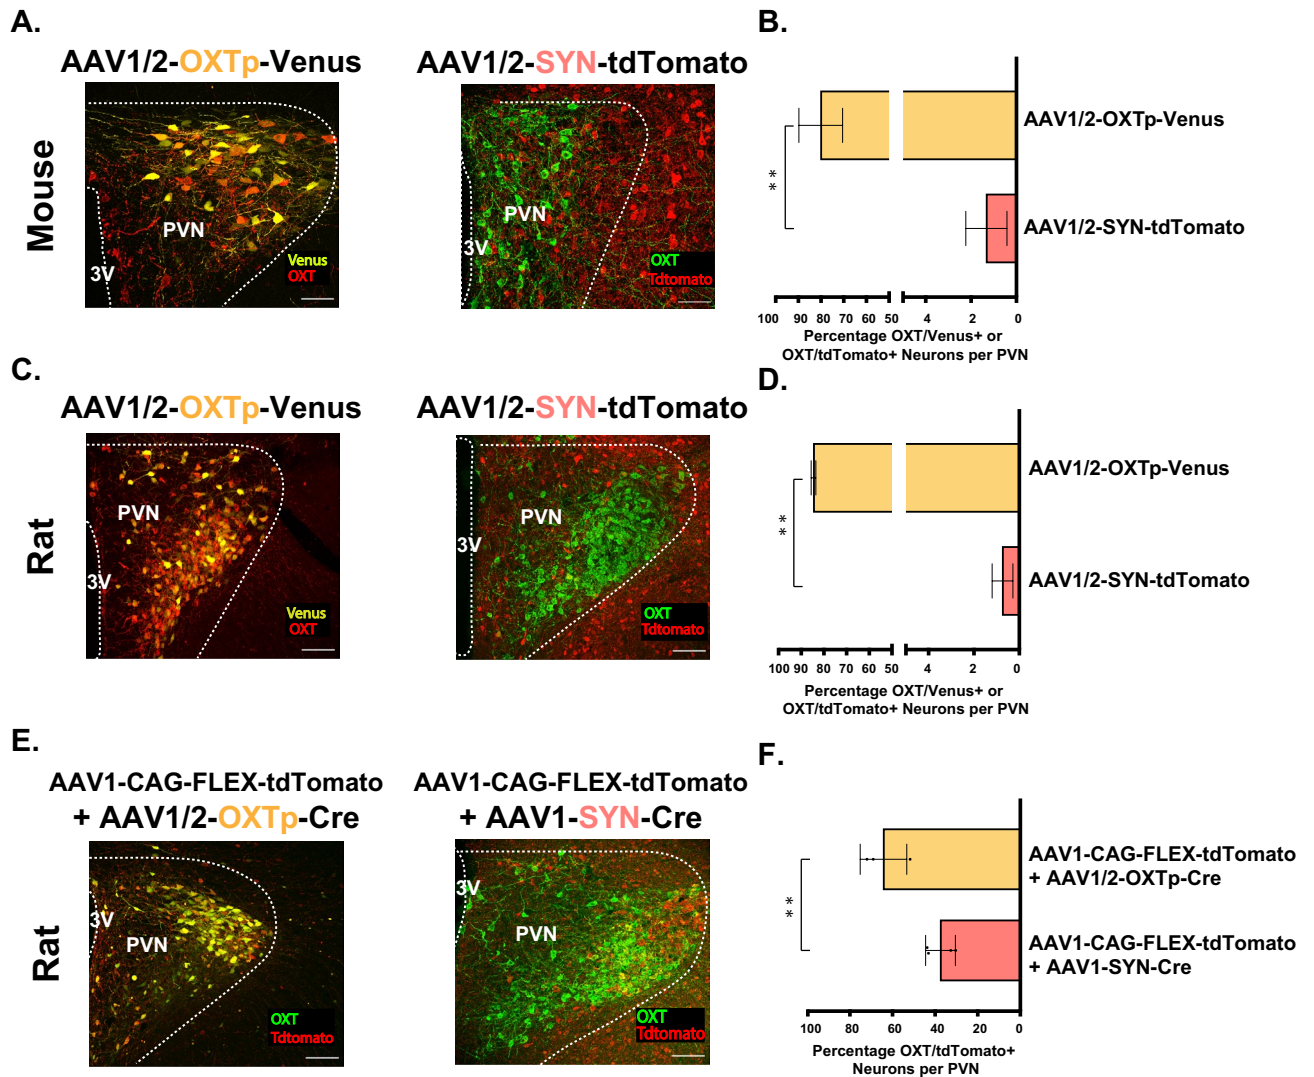 A.
AAV1/2-OXTp-Venus
AAV1/2-SYN-tdTomato
Mouse
PVN
3V
Venus
OXT
PVN
3V
OXT
Tdtomato
B.
AAV1/2-OXTp-Venus
AAV1/2-SYN-tdTomato
**
100 90 80 70 60 50 4 2 0
Percentage OXT/Venus+ or
OXT/tdTomato+ Neurons per PVN
C.
AAV1/2-OXTp-Venus
AAV1/2-SYN-tdTomato
Rat
PVN
3V
Venus
OXT
PVN
3V
OXT
Tdtomato
D.
AAV1/2-OXTp-Venus
AAV1/2-SYN-tdTomato
**
100 90 80 70 60 50 4 2 0
Percentage OXT/Venus+ or
OXT/tdTomato+ Neurons per PVN
E.
AAV1-CAG-FLEX-tdTomato
+ AAV1/2-OXTp-Cre
AAV1-CAG-FLEX-tdTomato
+ AAV1-SYN-Cre
Rat
3V
PVN
OXT
Tdtomato
3V
PVN
OXT
Tdtomato
F.
AAV1-CAG-FLEX-tdTomato
+ AAV1/2-OXTp-Cre
AAV1-CAG-FLEX-tdTomato
+ AAV1-SYN-Cre
**
100 80 60 40 20 0
Percentage OXT/tdTomato+
Neurons per PVN